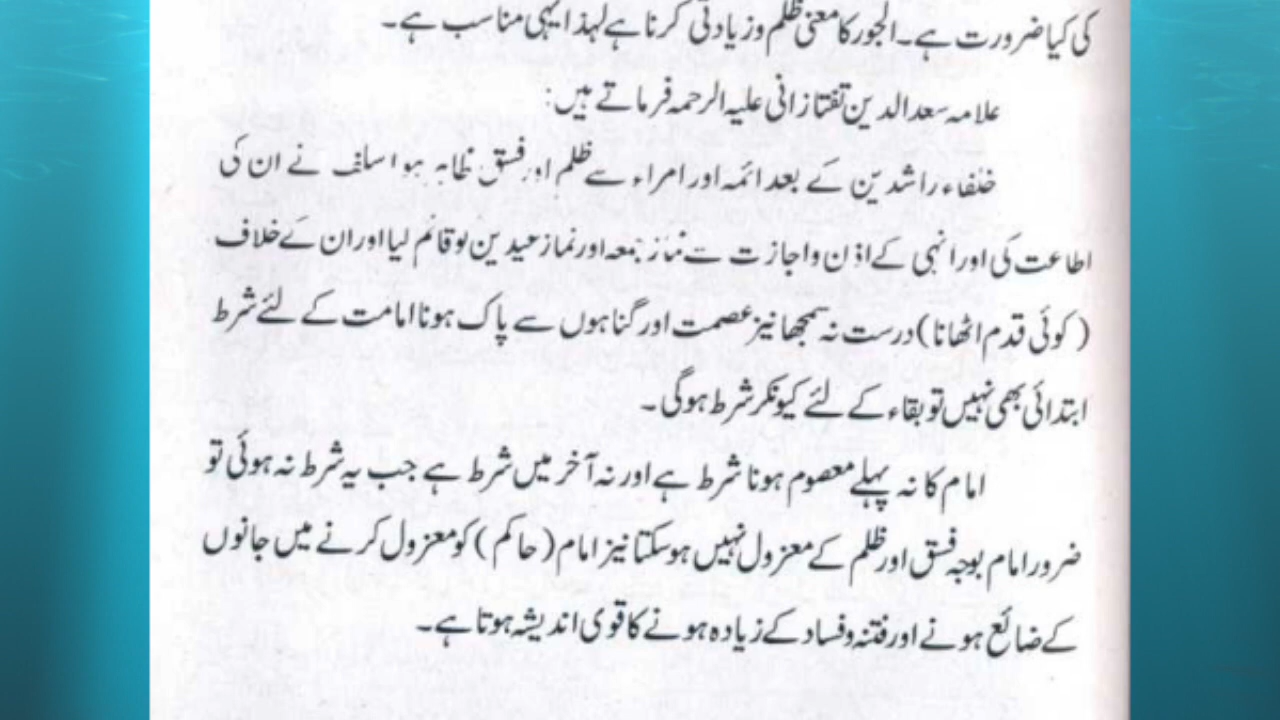 کی کیا ضرورت ہے۔ الجور کا معنی ظلم و زیادتی کرنا ہے لہذا یہی مناسب ہے۔
علامہ سعد الدین تفتازانی علیہ الرحمہ فرماتے ہیں:
خلفاء راشدین کے بعد ائمہ اور امراء سے ظلم اور فسق ظاہر ہوا سلف نے ان کی
اطاعت کی اور انہی کے اذن و اجازت سے نماز جمعہ اور نماز عیدین کو قائم کیا اور ان کے خلاف
(کوئی قدم اٹھانا) درست نہ سمجھا نیز عصمت اور گناہوں سے پاک ہونا امامت کے لئے شرط
ابتدائی بھی نہیں تو بقاء کے لئے کیونکر شرط ہوگی۔
امام کا نہ پہلے معصوم ہونا شرط ہے اور نہ آخر میں شرط ہے جب یہ شرط نہ ہوئی تو
ضرور امام بوجہ فسق اور ظلم کے معزول نہیں ہو سکتا نیز امام (حاکم) کو معزول کرنے میں جانوں
کے ضائع ہونے اور فتنہ و فساد کے زیادہ ہونے کا قوی اندیشہ ہوتا ہے۔